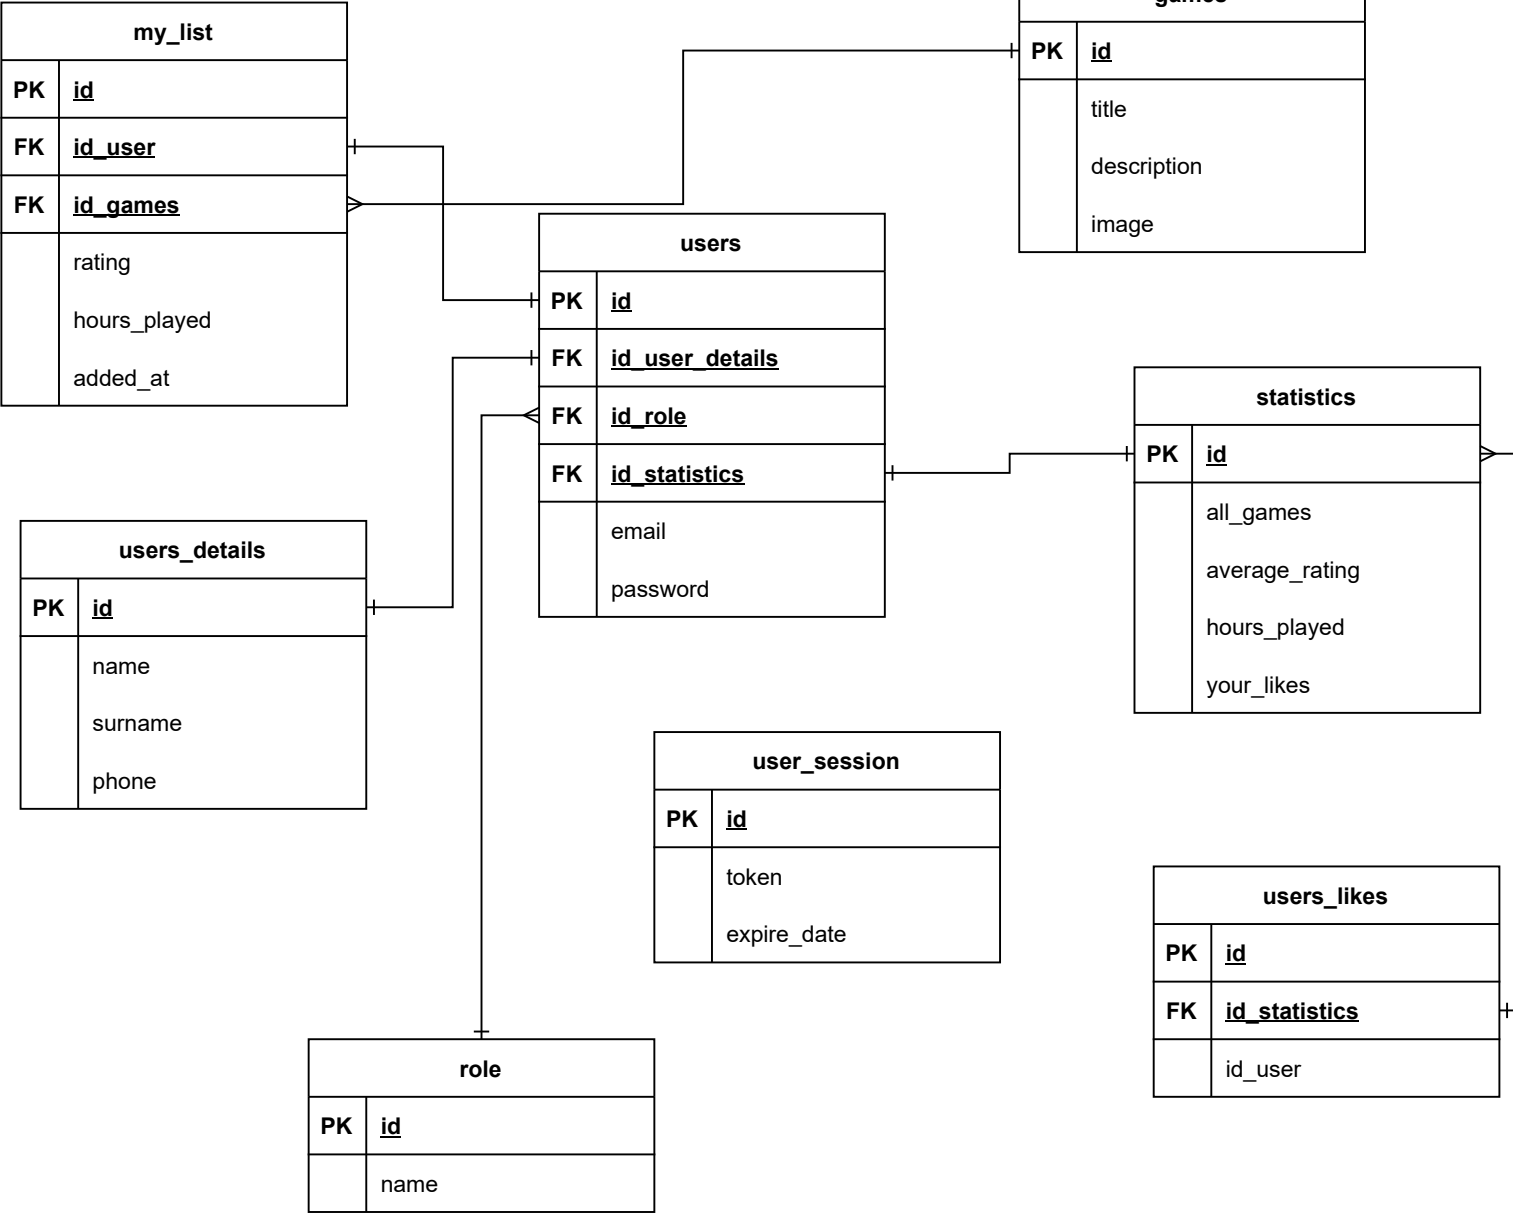 my_list
PK id
FK id_user
FK id_games
rating
hours_played
added_at
games
PK id
title
description
image
users
PK id
FK id_user_details
FK id_role
FK id_statistics
email
password
statistics
PK id
all_games
average_rating
hours_played
your_likes
users_details
PK id
name
surname
phone
user_session
PK id
token
expire_date
users_likes
PK id
FK id_statistics
id_user
role
PK id
name